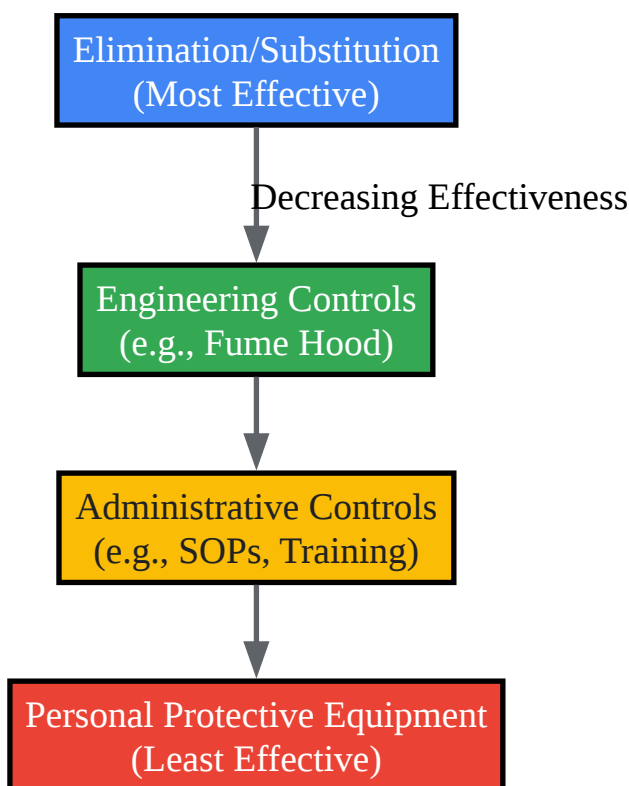 Elimination/Substitution
(Most Effective)
Decreasing Effectiveness
Engineering Controls
(e.g., Fume Hood)
Administrative Controls
(e.g., SOPs, Training)
Personal Protective Equipment
(Least Effective)